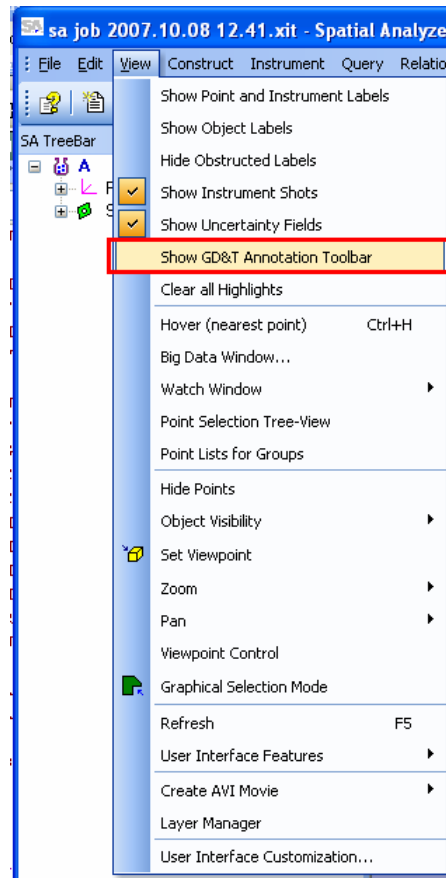 sa job 2007.10.08 12.41.xit - Spatial Analyze
File Edit View Construct Instrument Query Relatio
SA TreeBar
A
Show Point and Instrument Labels
Show Object Labels
Hide Obstructed Labels
Show Instrument Shots
Show Uncertainty Fields
Show GD&T Annotation Toolbar
Clear all Highlights
Hover (nearest point) Ctrl+H
Big Data Window...
Watch Window
Point Selection Tree-View
Point Lists for Groups
Hide Points
Object Visibility
Set Viewpoint
Zoom
Pan
Viewpoint Control
Graphical Selection Mode
Refresh F5
User Interface Features
Create AVI Movie
Layer Manager
User Interface Customization...